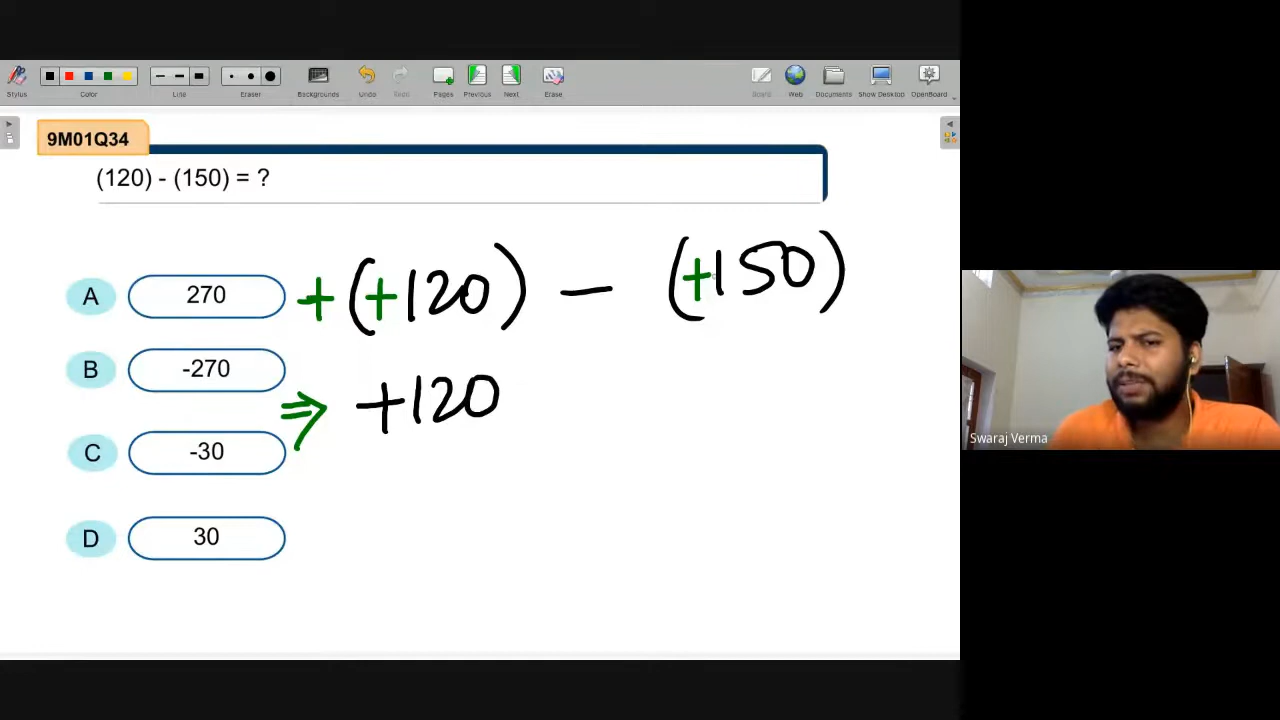 Stylus
Color
Line
Eraser
Backgrounds
Undo
Redo
Pages
Previous
Next
Erase
Board
Web
Documents
Show Desktop
OpenBoard
9M01Q34
(120) - (150) = ?
A 270
B -270
C -30
D 30
+(+120) − (+150)
⇒ +120
Swaraj Verma